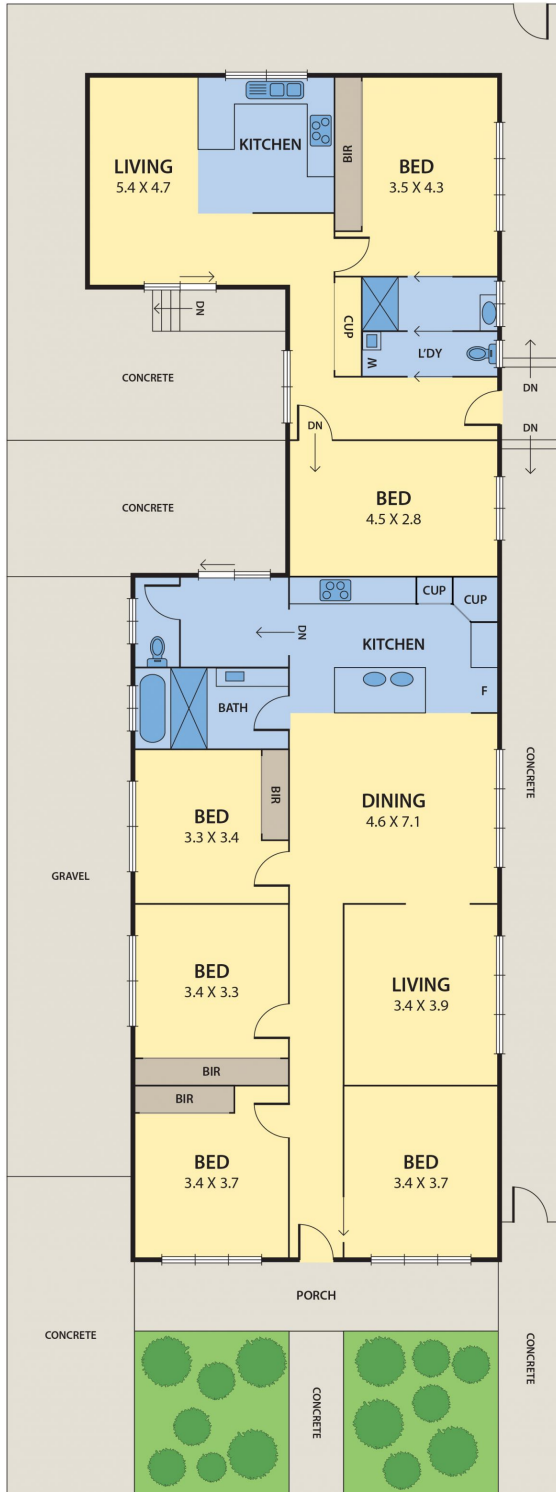 LIVING
5.4 X 4.7
KITCHEN
BIR
BED
3.5 X 4.3
DN
CUP
W
L'DY
CONCRETE
DN
DN
DN
CONCRETE
BED
4.5 X 2.8
CUP
CUP
DN
KITCHEN
F
BATH
BIR
DINING
4.6 X 7.1
CONCRETE
BED
3.3 X 3.4
GRAVEL
BED
3.4 X 3.3
LIVING
3.4 X 3.9
BIR
BIR
BED
3.4 X 3.7
BED
3.4 X 3.7
PORCH
CONCRETE
CONCRETE
CONCRETE